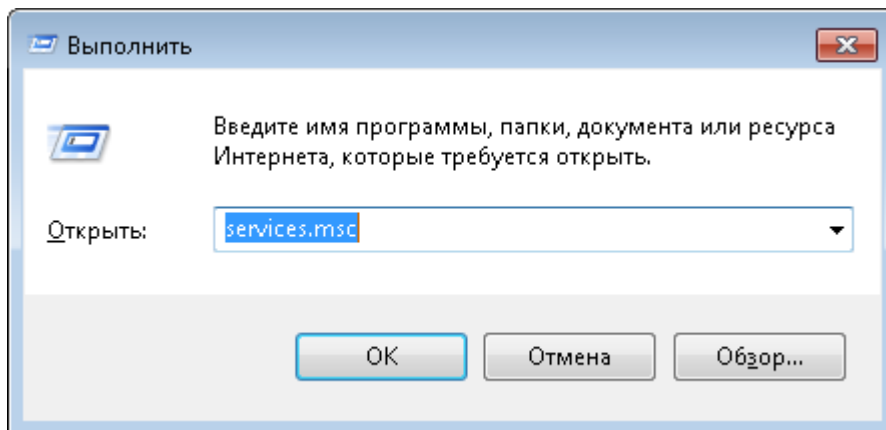 Выполнить
Введите имя программы, папки, документа или ресурса
Интернета, которые требуется открыть.
Открыть: services.msc
OK Отмена Обзор...